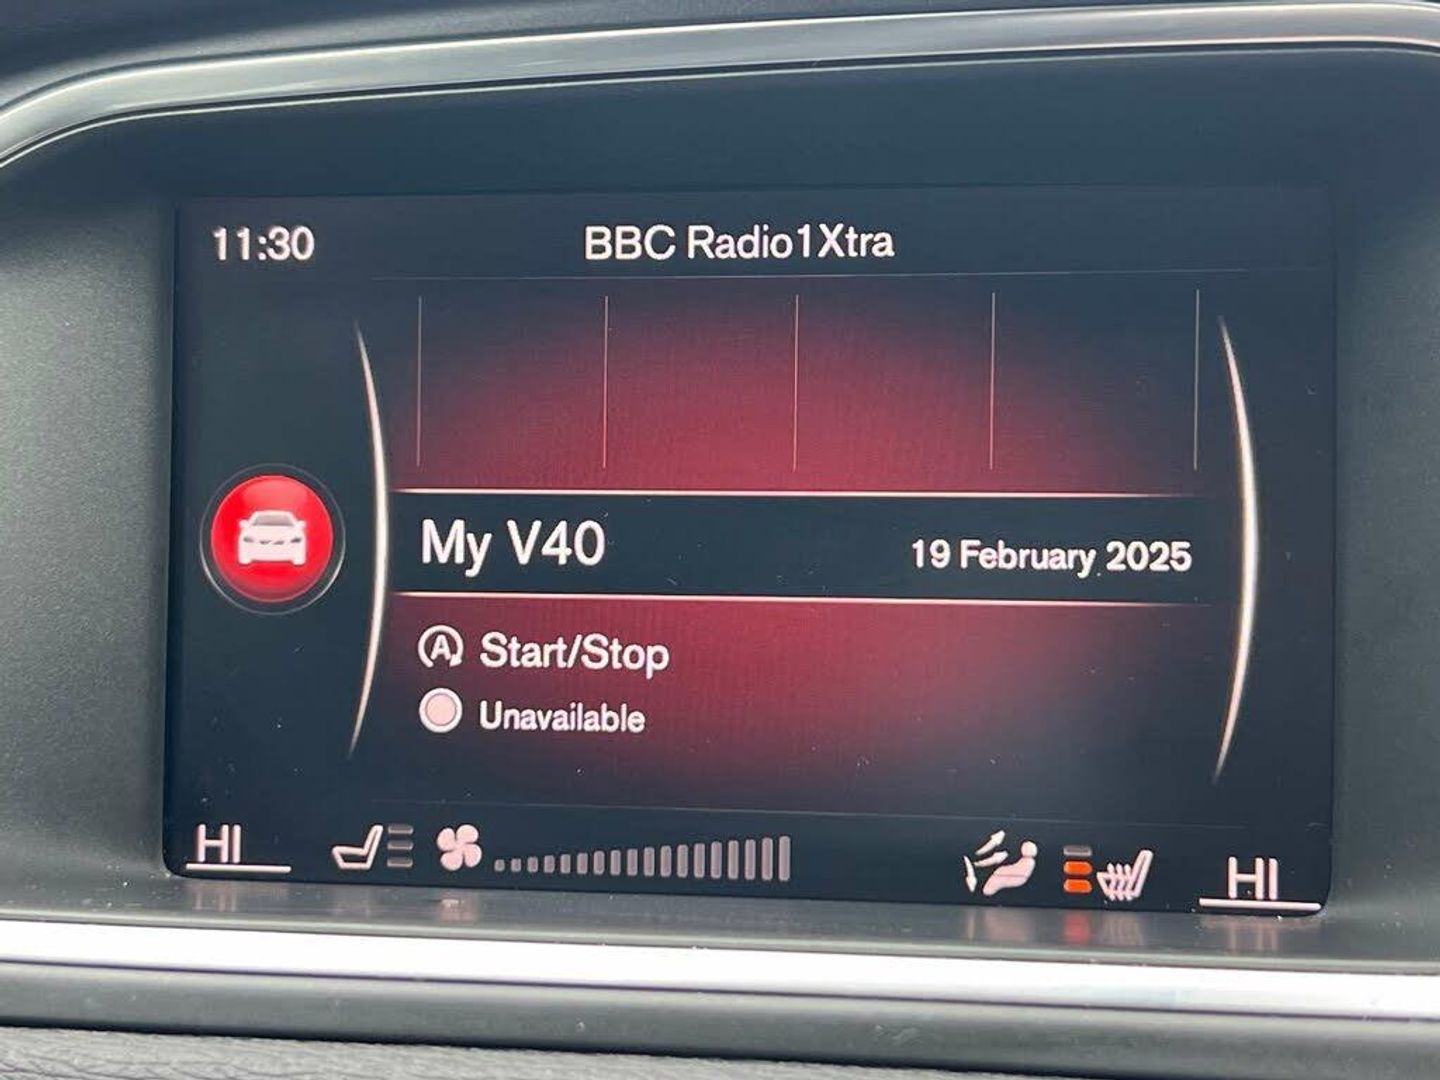 11:30
BBC Radio1Xtra
My V40
19 February 2025
A Start/Stop
Unavailable
HI
HI